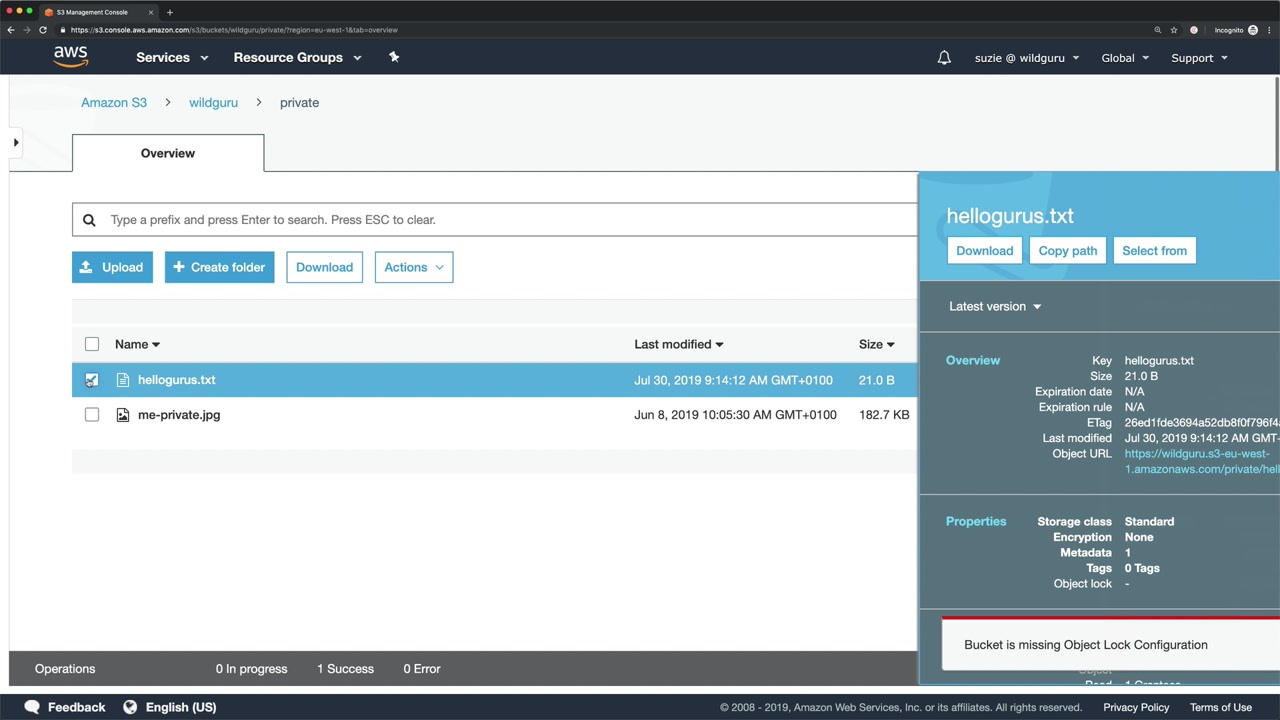 S3 Management Console
https://s3.console.aws.amazon.com/s3/buckets/wildguru/private/?region=eu-west-1&tab=overview
Incognito
aws Services Resource Groups suzie @ wildguru Global Support
Amazon S3 > wildguru > private
Overview
Type a prefix and press Enter to search. Press ESC to clear.
Upload + Create folder Download Actions
Name Last modified Size
hellogurus.txt Jul 30, 2019 9:14:12 AM GMT+0100 21.0 B
me-private.jpg Jun 8, 2019 10:05:30 AM GMT+0100 182.7 KB
hellogurus.txt
Download Copy path Select from
Latest version
Overview
Key hellogurus.txt
Size 21.0 B
Expiration date N/A
Expiration rule N/A
ETag 26ed1fde3694a52db8f0f796f4
Last modified Jul 30, 2019 9:14:12 AM GMT
Object URL https://wildguru.s3-eu-west-
1.amazonaws.com/private/hell
Properties
Storage class Standard
Encryption None
Metadata 1
Tags 0 Tags
Object lock -
Bucket is missing Object Lock Configuration
Operations 0 In progress 1 Success 0 Error
Feedback English (US) © 2008 - 2019, Amazon Web Services, Inc. or its affiliates. All rights reserved. Privacy Policy Terms of Use